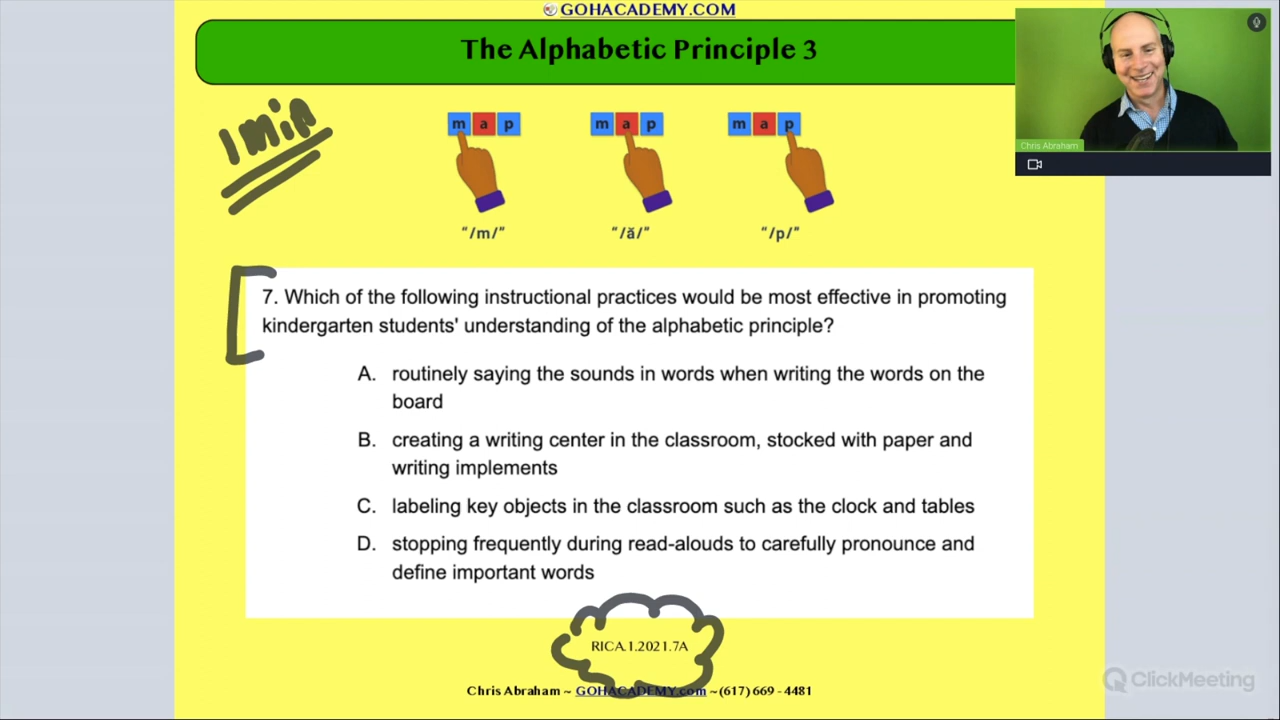 GOHACADEMY.COM
The Alphabetic Principle 3
1 min
m a p
m a p
m a p
"/m/"
"/ă/"
"/p/"
Chris Abraham
7. Which of the following instructional practices would be most effective in promoting
kindergarten students' understanding of the alphabetic principle?
A. routinely saying the sounds in words when writing the words on the
board
B. creating a writing center in the classroom, stocked with paper and
writing implements
C. labeling key objects in the classroom such as the clock and tables
D. stopping frequently during read-alouds to carefully pronounce and
define important words
RICA.1.2021.7A
Chris Abraham ~ GOHACADEMY.com ~(617) 669 - 4481
ClickMeeting